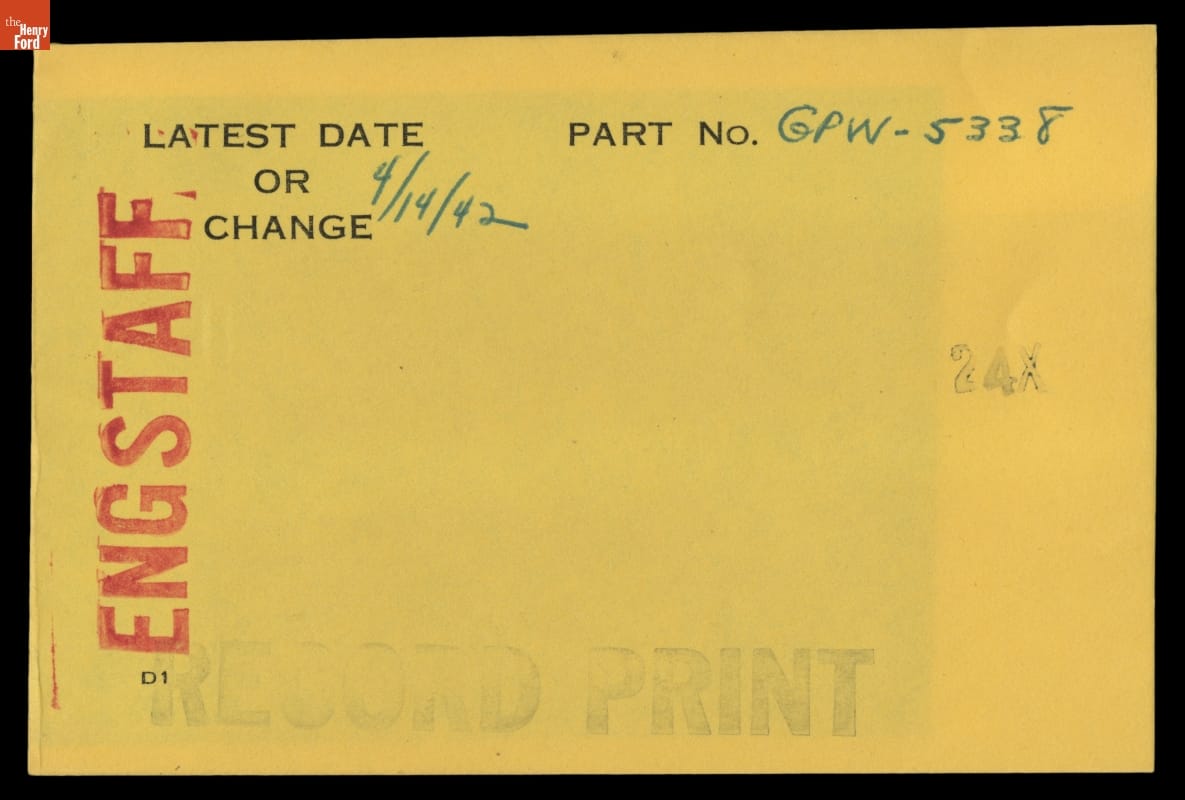 the
Henry
Ford
LATEST DATE
OR
CHANGE 4/14/42
PART No. GPW-5338
ENGSTAFF
24X
D1
RECORD PRINT